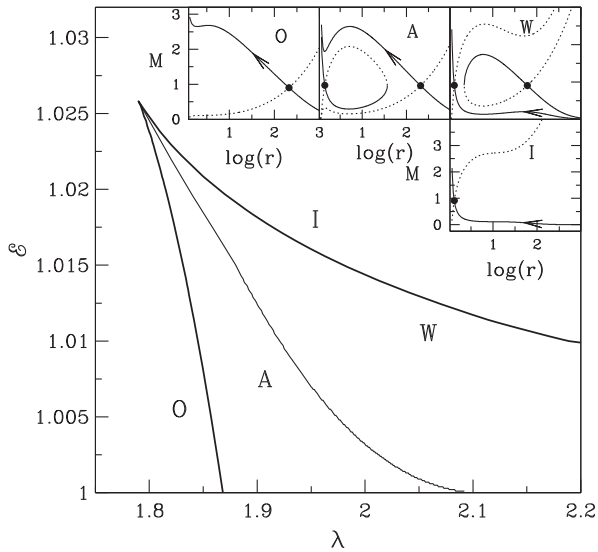 3 O A W
M 2
1
0
1 2 3 1 2
log(r) log(r)
M
3 I
2
1
0
1 2
log(r)
1.03
1.025
1.02
ℰ 1.015
1.01
1.005
1
I
W
A
O
1.8 1.9 2 2.1 2.2
λ